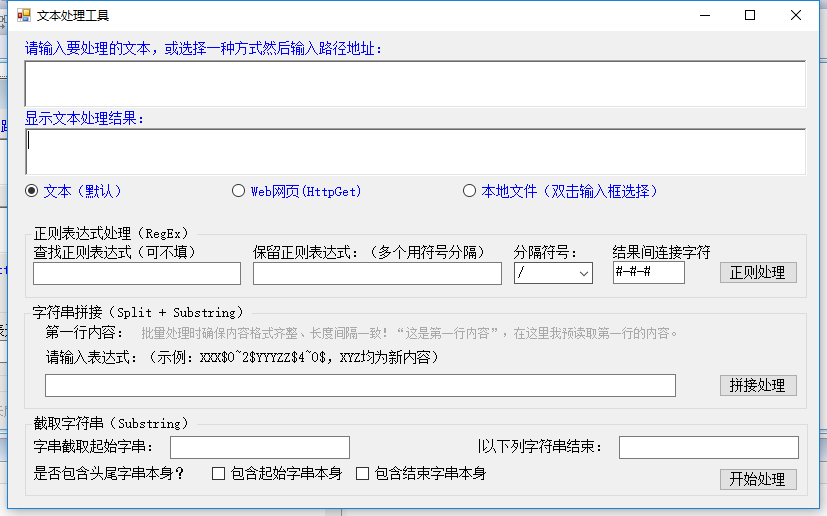 文本处理工具
请输入要处理的文本，或选择一种方式然后输入路径地址：
显示文本处理结果：
文本（默认） Web网页(HttpGet) 本地文件（双击输入框选择）
正则表达式处理（RegEx）
查找正则表达式（可不填） 保留正则表达式：（多个用符号分隔） 分隔符号： 结果间连接字符
/ #-#-# 正则处理
字符串拼接（Split + Substring）
第一行内容： 批量处理时确保内容格式齐整、长度间隔一致！“这是第一行内容”，在这里我预读取第一行的内容。
请输入表达式：（示例：XXX$0~2$YYYZZ$4~0$，XYZ均为新内容）
拼接处理
截取字符串（Substring）
字串截取起始字串： 以下列字符串结束：
是否包含头尾字串本身？ 包含起始字串本身 包含结束字串本身 开始处理